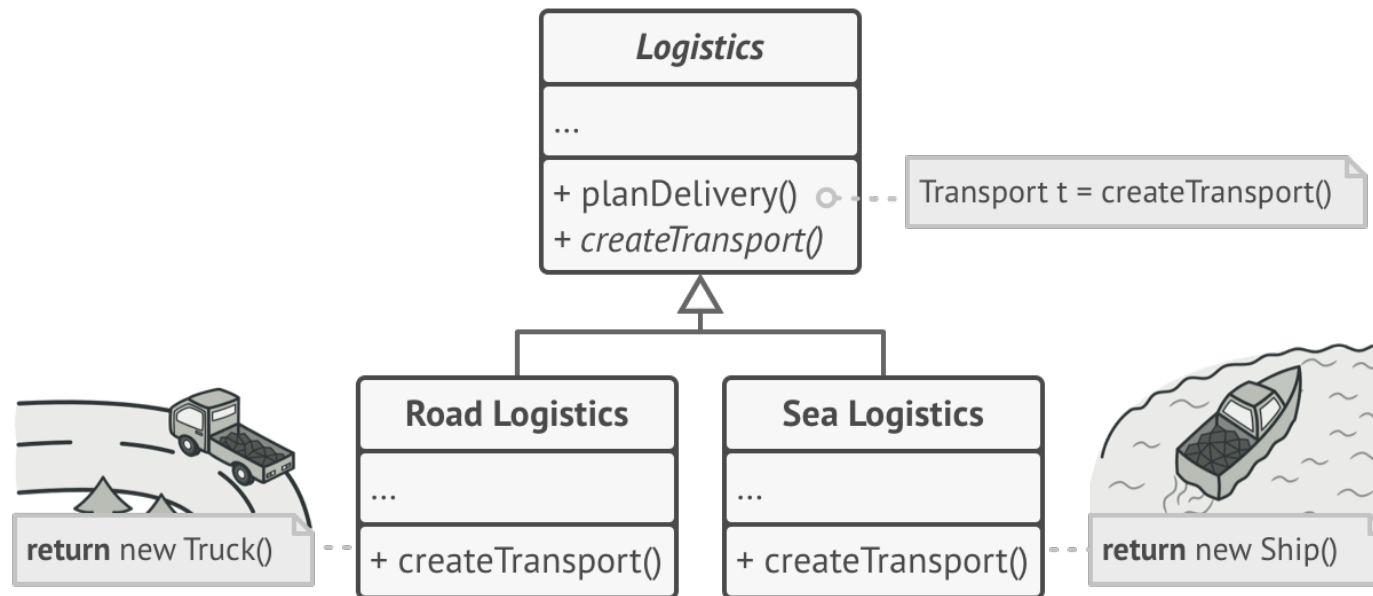 Logistics
...
+ planDelivery()
+ createTransport()
Transport t = createTransport()
Road Logistics
...
+ createTransport()
return new Truck()
Sea Logistics
...
+ createTransport()
return new Ship()